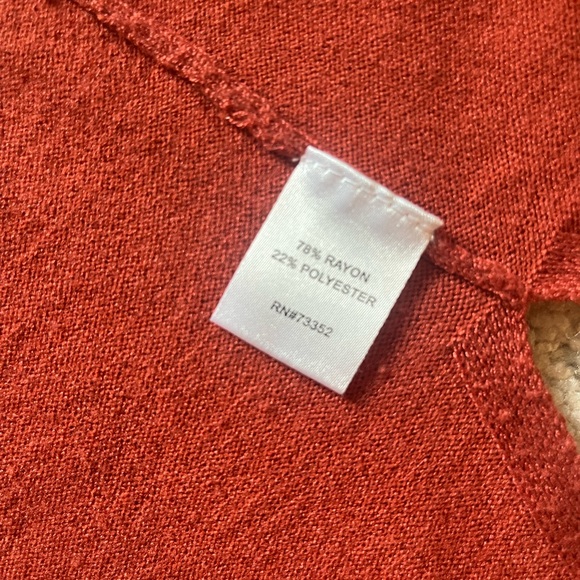 78% RAYON
22% POLYESTER
RN#73352